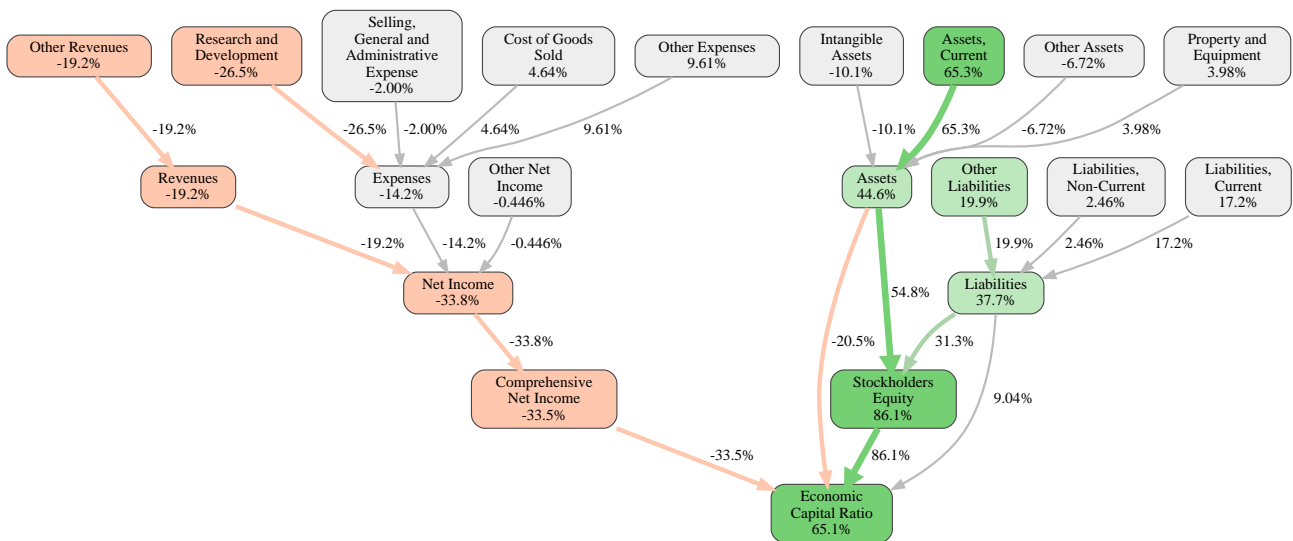 Other Revenues
-19.2%
Research and
Development
-26.5%
Selling,
General and
Administrative
Expense
-2.00%
Cost of Goods
Sold
4.64%
Other Expenses
9.61%
Intangible
Assets
-10.1%
Assets,
Current
65.3%
Other Assets
-6.72%
Property and
Equipment
3.98%
-19.2%
-26.5%
-2.00%
4.64%
9.61%
-10.1%
65.3%
-6.72%
3.98%
Revenues
-19.2%
Expenses
-14.2%
Other Net
Income
-0.446%
Assets
44.6%
Other
Liabilities
19.9%
Liabilities,
Non-Current
2.46%
Liabilities,
Current
17.2%
-19.2%
-14.2%
-0.446%
19.9%
2.46%
17.2%
Net Income
-33.8%
Liabilities
37.7%
54.8%
-33.8%
-20.5%
31.3%
Comprehensive
Net Income
-33.5%
Stockholders
Equity
86.1%
9.04%
-33.5%
86.1%
Economic
Capital Ratio
65.1%